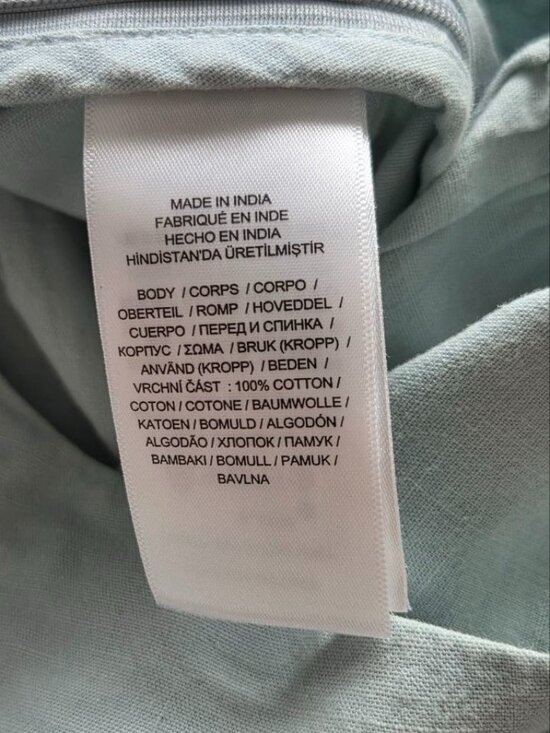 MADE IN INDIA
FABRIQUÉ EN INDE
HECHO EN INDIA
HİNDİSTAN'DA ÜRETİLMİŞTİR
BODY / CORPS / CORPO /
OBERTEIL / ROMP / HOVEDDEL /
CUERPO / ПЕРЕД И СПИНКА /
КОРПУС / ΣΩΜΑ / BRUK (KROPP) /
ANVÄND (KROPP) / BEDEN /
VRCHNÍ ČÁST : 100% COTTON /
COTON / COTONE / BAUMWOLLE /
KATOEN / BOMULD / ALGODÓN /
ALGODÃO / ХЛОПОК / ПАМУК /
BAMBAKI / BOMULL / PAMUK /
BAVLNA